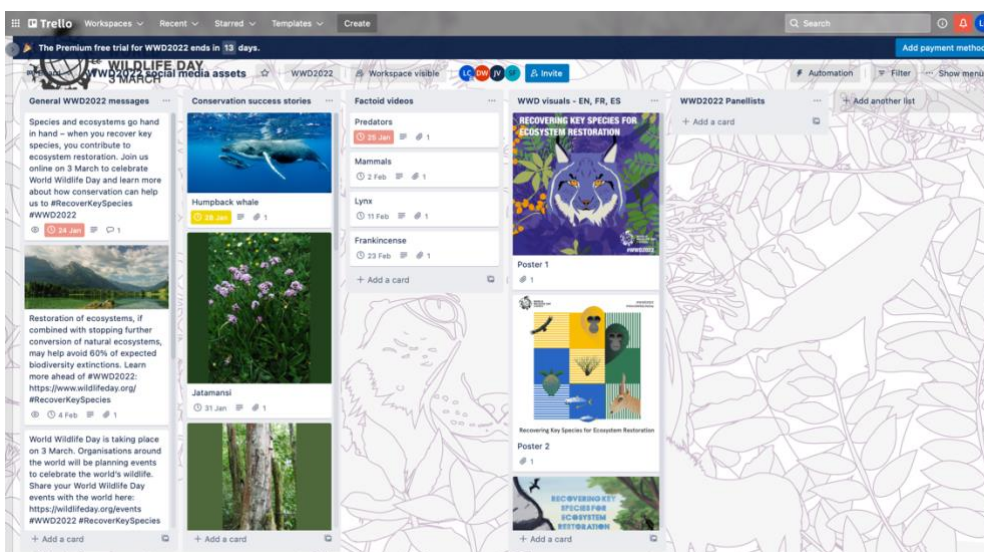 Trello
Workspaces
Recent
Starred
Templates
Create
Search
The Premium free trial for WWD2022 ends in 13 days.
Add payment method
WILDLIFE DAY
3 MARCH
WWD2022 social media assets
WWD2022
Workspace visible
LC
DW
JV
SF
Invite
Automation
Filter
Show menu
General WWD2022 messages
Species and ecosystems go hand
in hand – when you recover key
species, you contribute to
ecosystem restoration. Join us
online on 3 March to celebrate
World Wildlife Day and learn more
about how conservation can help
us to #RecoverKeySpecies
#WWD2022
24 Jan
1
Restoration of ecosystems, if
combined with stopping further
conversion of natural ecosystems,
may help avoid 60% of expected
biodiversity extinctions. Learn
more ahead of #WWD2022:
https://www.wildlifeday.org/
#RecoverKeySpecies
4 Feb
1
World Wildlife Day is taking place
on 3 March. Organisations around
the world will be planning events
to celebrate the world's wildlife.
Share your World Wildlife Day
events with the world here:
https://wildlifeday.org/events
#WWD2022 #RecoverKeySpecies
+ Add a card
Conservation success stories
Humpback whale
28 Jan
1
Jatamansi
31 Jan
1
+ Add a card
Factoid videos
Predators
25 Jan
1
Mammals
2 Feb
1
Lynx
11 Feb
1
Frankincense
23 Feb
1
+ Add a card
WWD visuals - EN, FR, ES
RECOVERING KEY SPECIES FOR
ECOSYSTEM RESTORATION
#WWD2022
Poster 1
1
Recovering Key Species for Ecosystem Restoration
Poster 2
1
RECOVERING KEY
SPECIES FOR
ECOSYSTEM
RESTORATION
+ Add a card
WWD2022 Panellists
+ Add a card
+ Add another list